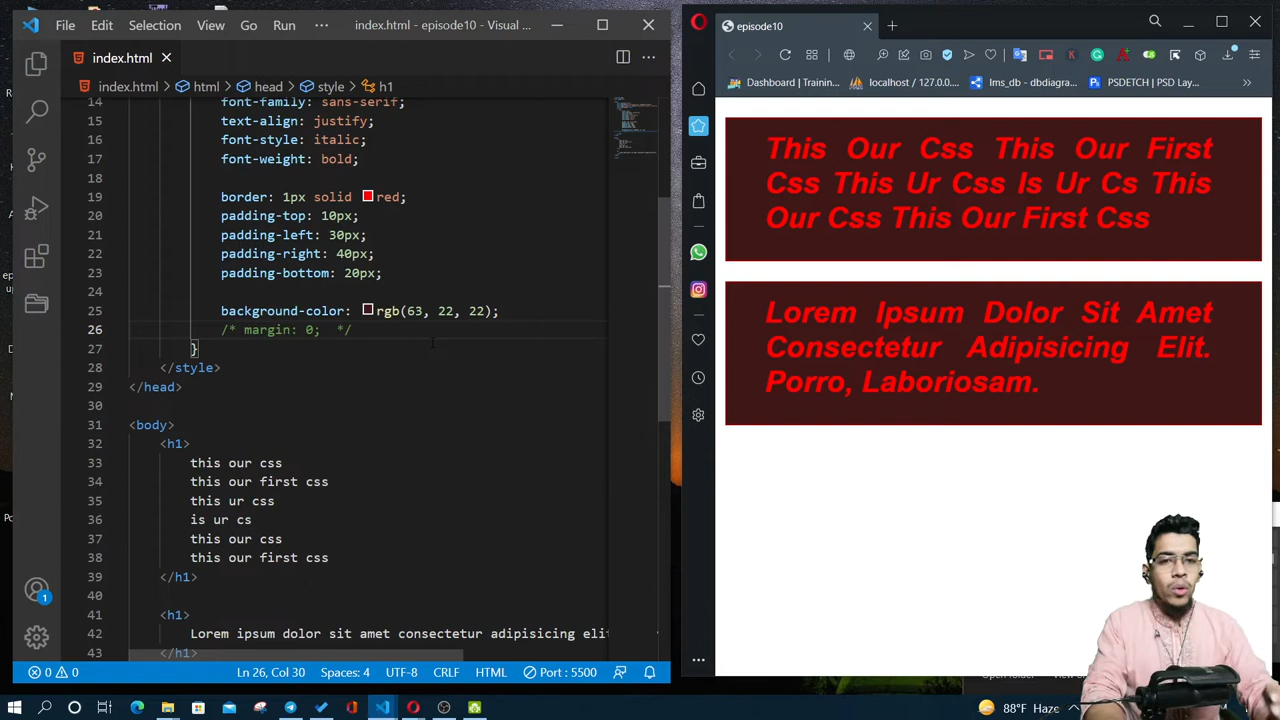 File Edit Selection View Go Run ··· index.html - episode10 - Visual ...
index.html
index.html > html > head > style > h1
14 font-family: sans-serif;
15 text-align: justify;
16 font-style: italic;
17 font-weight: bold;
18
19 border: 1px solid red;
20 padding-top: 10px;
21 padding-left: 30px;
22 padding-right: 40px;
23 padding-bottom: 20px;
24
25 background-color: rgb(63, 22, 22);
26 /* margin: 0;  */
27 }
28 </style>
29 </head>
30
31 <body>
32 <h1>
33 this our css
34 this our first css
35 this ur css
36 is ur cs
37 this our css
38 this our first css
39 </h1>
40
41 <h1>
42 Lorem ipsum dolor sit amet consectetur adipisicing elit
43 </h1>
1
0 0 Ln 26, Col 30 Spaces: 4 UTF-8 CRLF HTML Port : 5500
episode10
Dashboard | Trainin... localhost / 127.0.0.... lms_db - dbdiagra... PSDETCH | PSD Lay...
This Our Css This Our First
Css This Ur Css Is Ur Cs This
Our Css This Our First Css
Lorem Ipsum Dolor Sit Amet
Consectetur Adipisicing Elit.
Porro, Laboriosam.
88°F Haze